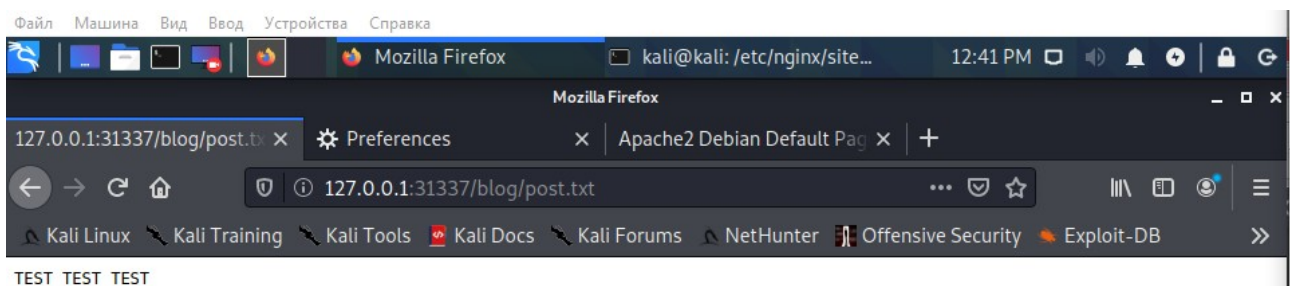 Файл Машина Вид Ввод Устройства Справка
Mozilla Firefox kali@kali: /etc/nginx/site... 12:41 PM
Mozilla Firefox
127.0.0.1:31337/blog/post.tx Preferences Apache2 Debian Default Pag
127.0.0.1:31337/blog/post.txt
Kali Linux Kali Training Kali Tools Kali Docs Kali Forums NetHunter Offensive Security Exploit-DB
TEST TEST TEST